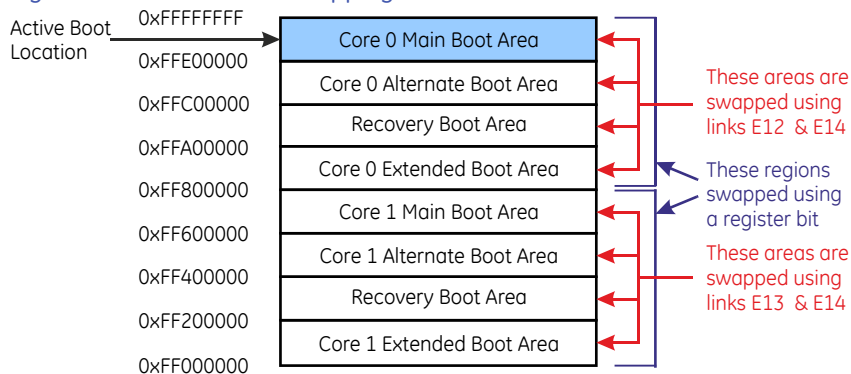 Active Boot
Location
0xFFFFFFFF
0xFFE00000
0xFFC00000
0xFFA00000
0xFF800000
0xFF600000
0xFF400000
0xFF200000
0xFF000000
Core 0 Main Boot Area
Core 0 Alternate Boot Area
Recovery Boot Area
Core 0 Extended Boot Area
Core 1 Main Boot Area
Core 1 Alternate Boot Area
Recovery Boot Area
Core 1 Extended Boot Area
These areas are
swapped using
links E12 & E14
These regions
swapped using
a register bit
These areas are
swapped using
links E13 & E14